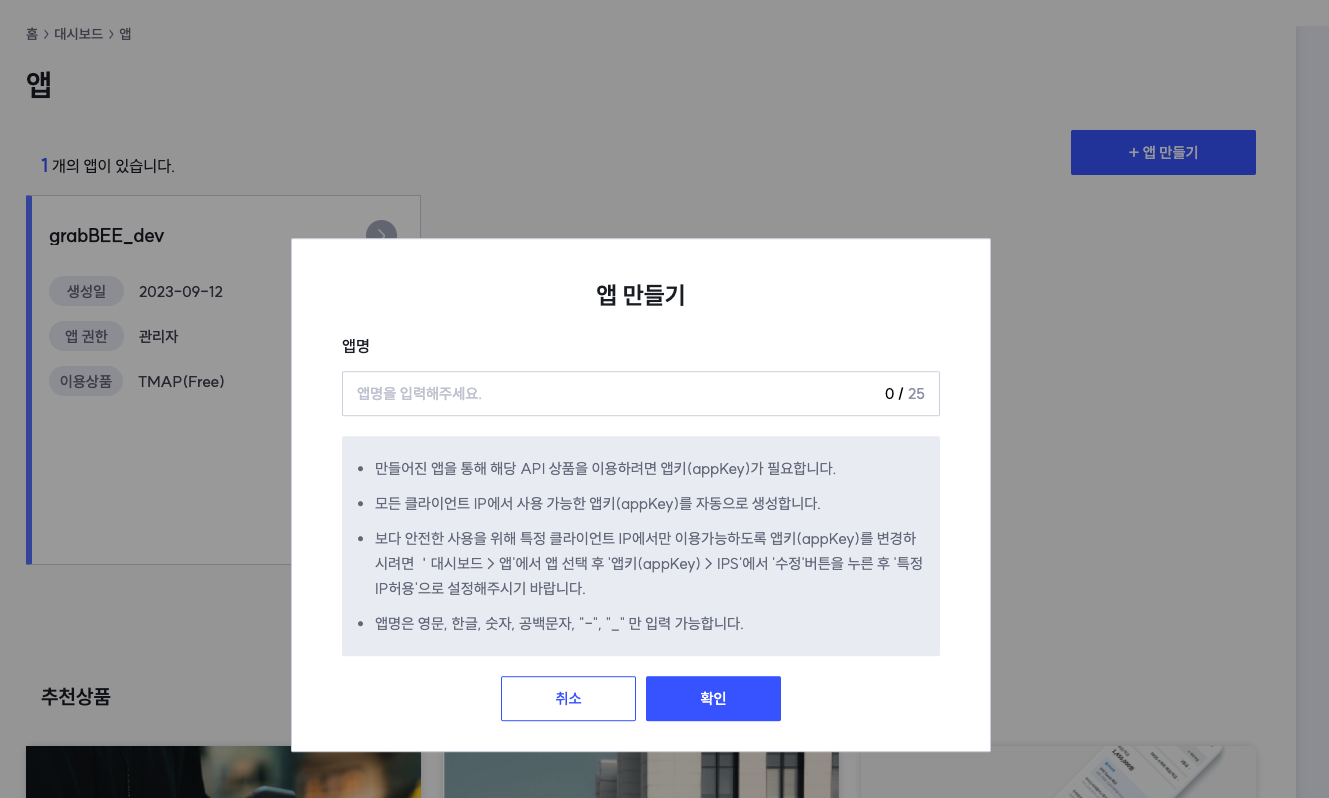 홈 > 대시보드 > 앱
앱
1 개의 앱이 있습니다.
+ 앱 만들기
grabBEE_dev
생성일 2023-09-12
앱 권한 관리자
이용상품 TMAP(Free)
앱 만들기
앱명
앱명을 입력해주세요. 0 / 25
• 만들어진 앱을 통해 해당 API 상품을 이용하려면 앱키(appKey)가 필요합니다.
• 모든 클라이언트 IP에서 사용 가능한 앱키(appKey)를 자동으로 생성합니다.
• 보다 안전한 사용을 위해 특정 클라이언트 IP에서만 이용가능하도록 앱키(appKey)를 변경하
시려면 ' 대시보드 > 앱'에서 앱 선택 후 '앱키(appKey) > IPS'에서 '수정'버튼을 누른 후 '특정
IP허용'으로 설정해주시기 바랍니다.
• 앱명은 영문, 한글, 숫자, 공백문자, "-", "_" 만 입력 가능합니다.
취소 확인
추천상품